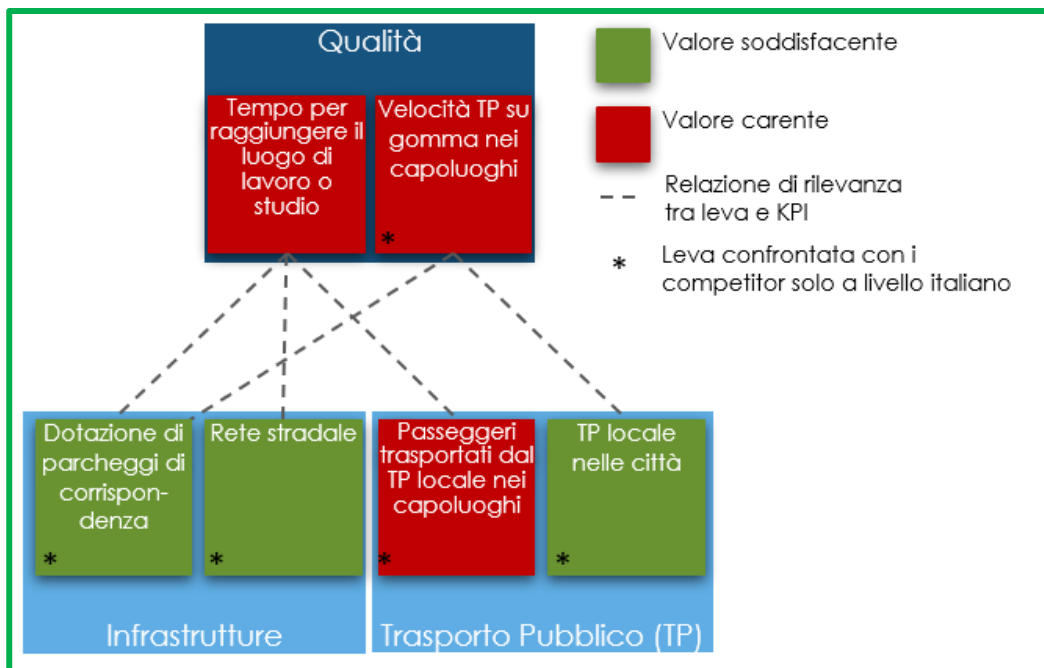 Qualità
Tempo per
raggiungere il
luogo di
lavoro o
studio
Velocità TP su
gomma nei
capoluoghi
*
Valore soddisfacente
Valore carente
Relazione di rilevanza
tra leva e KPI
*
Leva confrontata con i
competitor solo a livello italiano
Dotazione di
parcheggi di
corrispon-
denza
*
Rete stradale
*
Passeggeri
trasportati dal
TP locale nei
capoluoghi
*
TP locale
nelle città
*
Infrastrutture
Trasporto Pubblico (TP)